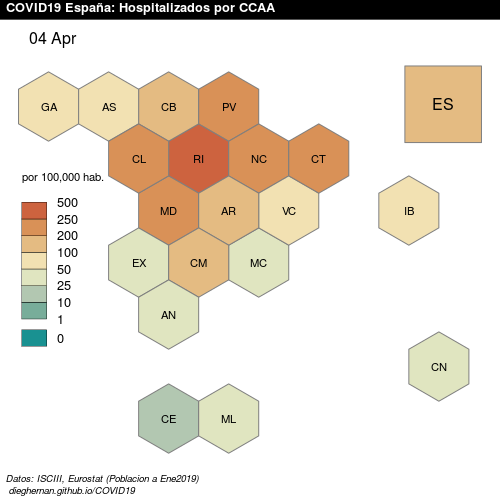 COVID19 España: Hospitalizados por CCAA
04 Apr
GA AS CB PV ES
CL RI NC CT
por 100,000 hab.
500
250
200
100
50
25
10
1
0
MD AR VC IB
EX CM MC
AN
CN
CE ML
Datos: ISCIII, Eurostat (Poblacion a Ene2019)
dieghernan.github.io/COVID19